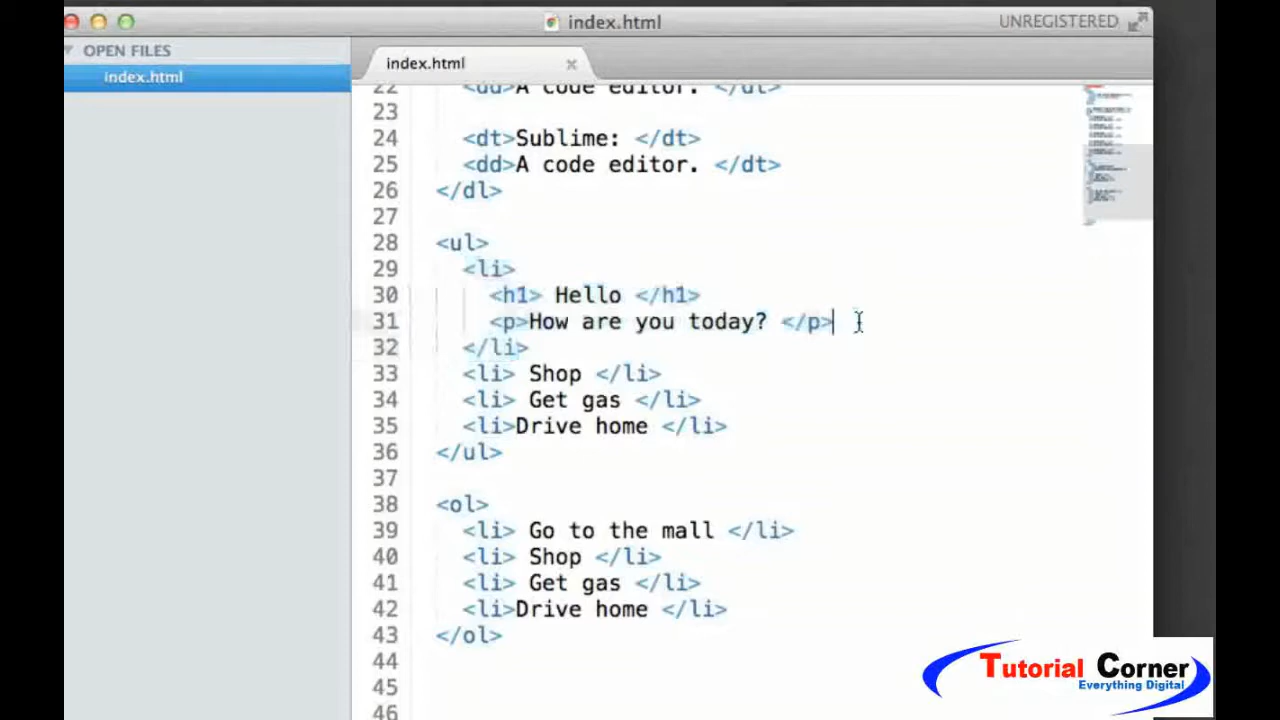 index.html
UNREGISTERED
OPEN FILES
index.html
index.html
22 <dd>A code editor. </dt>
23
24 <dt>Sublime: </dt>
25 <dd>A code editor. </dt>
26 </dl>
27
28 <ul>
29 <li>
30 <h1> Hello </h1>
31 <p>How are you today? </p>
32 </li>
33 <li> Shop </li>
34 <li> Get gas </li>
35 <li>Drive home </li>
36 </ul>
37
38 <ol>
39 <li> Go to the mall </li>
40 <li> Shop </li>
41 <li> Get gas </li>
42 <li>Drive home </li>
43 </ol>
44
45
46
Tutorial Corner
Everything Digital